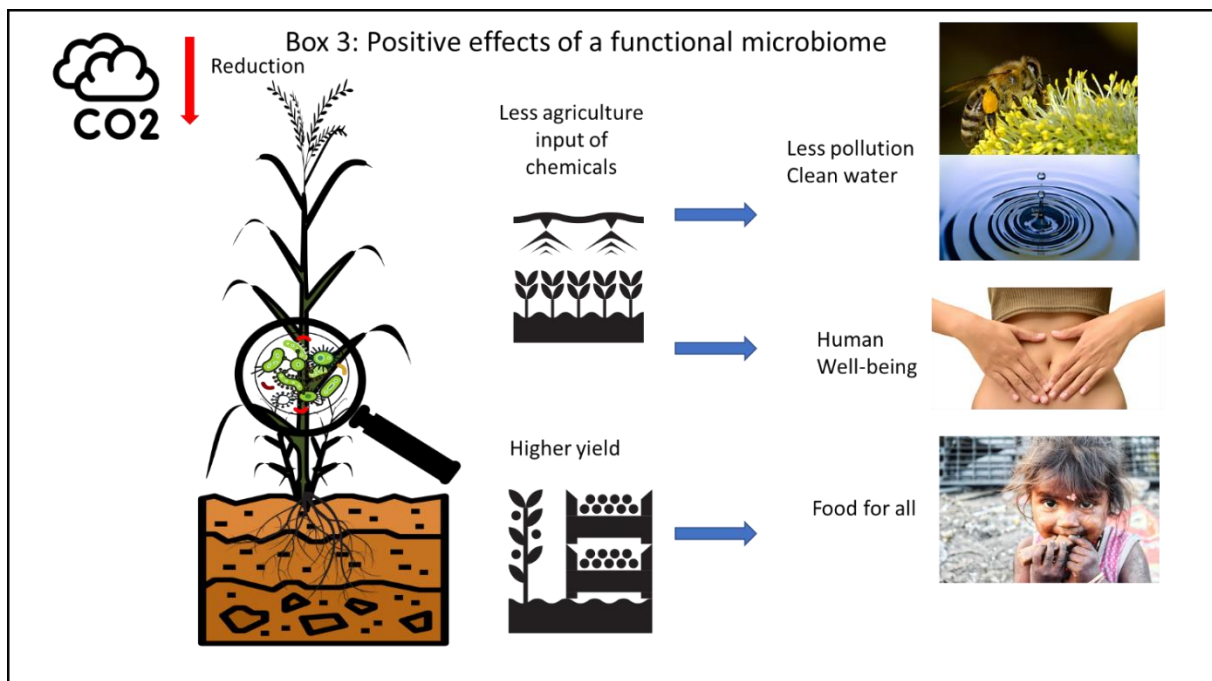 Box 3: Positive effects of a functional microbiome
CO2
Reduction
Less agriculture
input of
chemicals
Less pollution
Clean water
Human
Well-being
Higher yield
Food for all